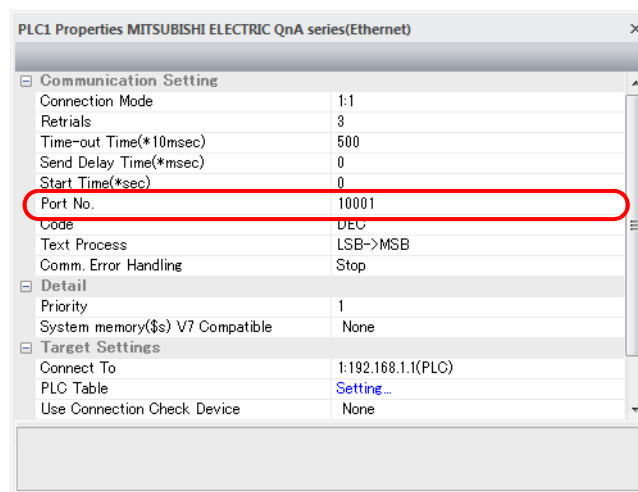 PLC1 Properties MITSUBISHI ELECTRIC QnA series(Ethernet)
Communication Setting
Connection Mode 1:1
Retrials 3
Time-out Time(*10msec) 500
Send Delay Time(*msec) 0
Start Time(*sec) 0
Port No. 10001
Code DEC
Text Process LSB->MSB
Comm. Error Handling Stop
Detail
Priority 1
System memory($s) V7 Compatible None
Target Settings
Connect To 1:192.168.1.1(PLC)
PLC Table Setting...
Use Connection Check Device None